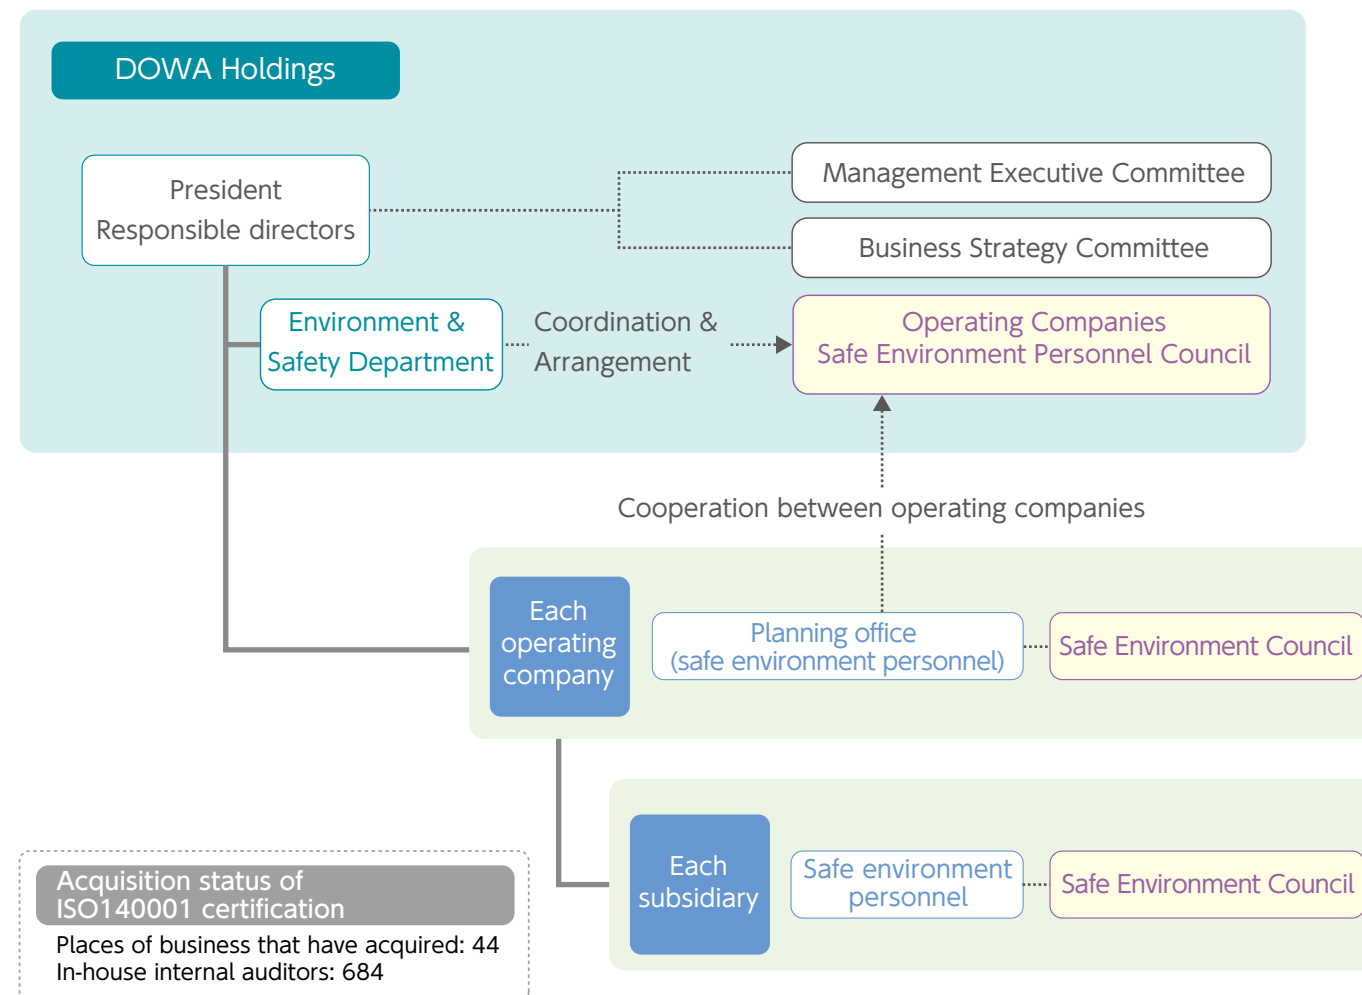 DOWA Holdings
President
Responsible directors
Management Executive Committee
Business Strategy Committee
Environment &
Safety Department
Coordination &
Arrangement
Operating Companies
Safe Environment Personnel Council
Cooperation between operating companies
Each
operating
company
Planning office
(safe environment personnel)
Safe Environment Council
Each
subsidiary
Safe environment
personnel
Safe Environment Council
Acquisition status of
ISO140001 certification
Places of business that have acquired: 44
In-house internal auditors: 684